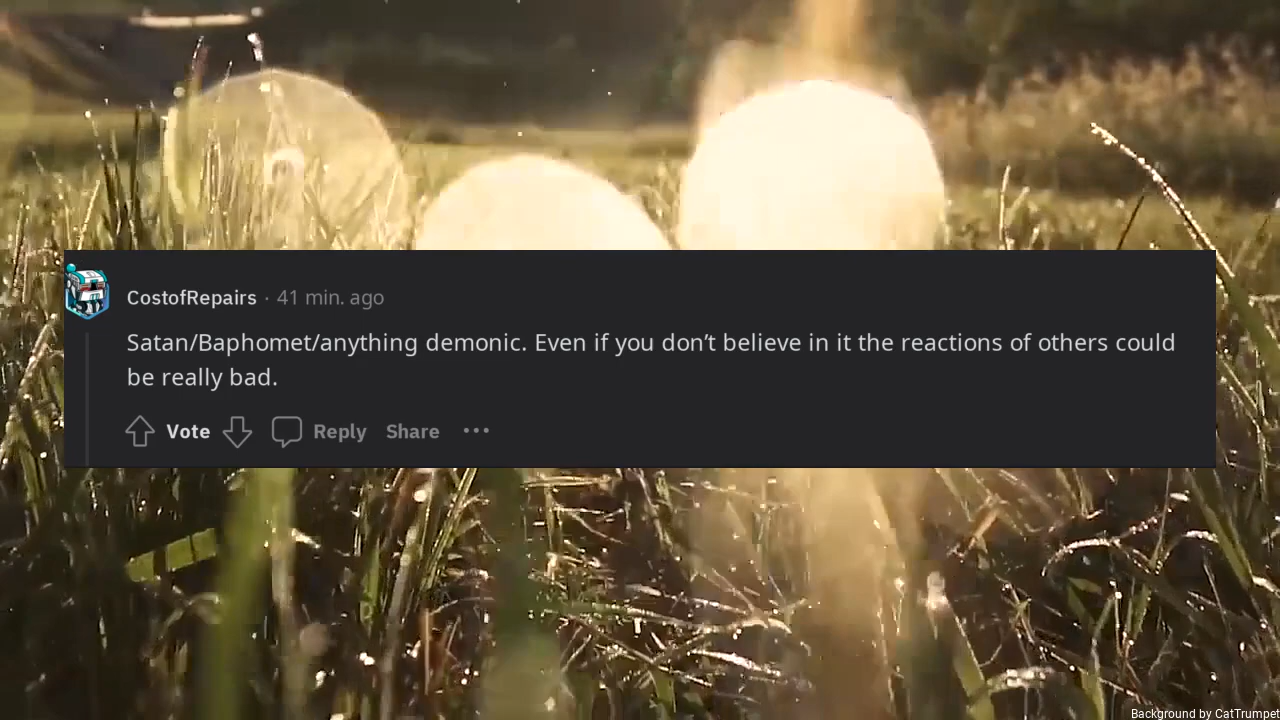 CostofRepairs · 41 min. ago
Satan/Baphomet/anything demonic. Even if you don’t believe in it the reactions of others could
be really bad.
Vote Reply Share ···
Background by CatTrumpet